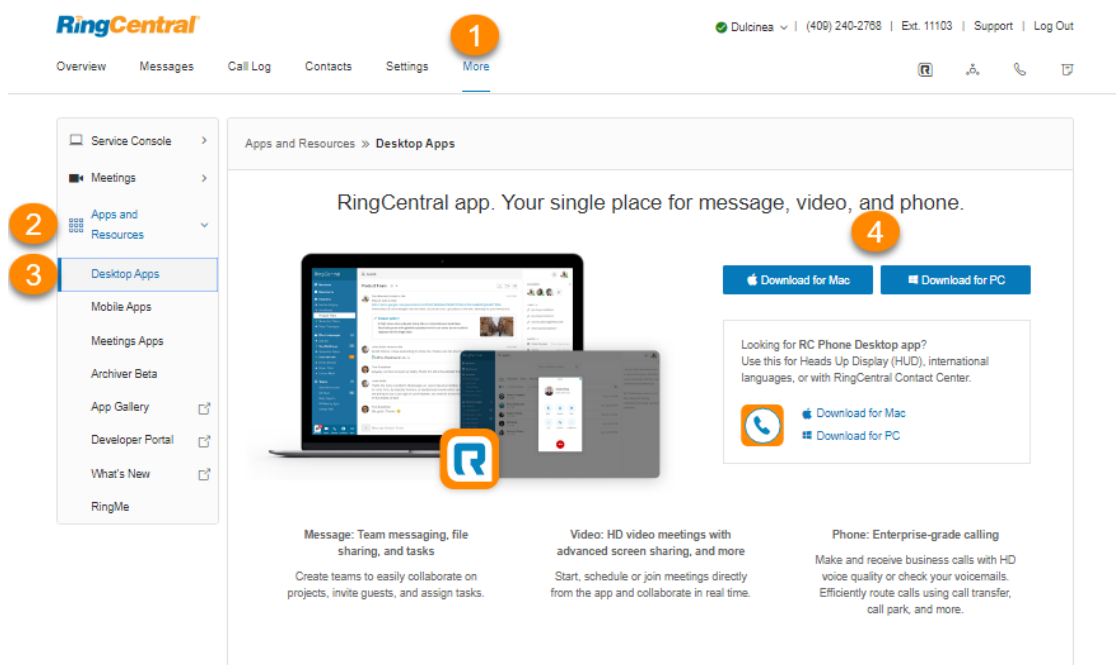 RingCentral
Dulcinea | (409) 240-2768 | Ext. 11103 | Support | Log Out
1
Overview Messages Call Log Contacts Settings More
Service Console
Meetings
2
Apps and
Resources
3
Desktop Apps
Mobile Apps
Meetings Apps
Archiver Beta
App Gallery
Developer Portal
What's New
RingMe
Apps and Resources » Desktop Apps
RingCentral app. Your single place for message, video, and phone.
4
Download for Mac Download for PC
Looking for RC Phone Desktop app?
Use this for Heads Up Display (HUD), international
languages, or with RingCentral Contact Center.
Download for Mac
Download for PC
R
Message: Team messaging, file
sharing, and tasks
Create teams to easily collaborate on
projects, invite guests, and assign tasks.
Video: HD video meetings with
advanced screen sharing, and more
Start, schedule or join meetings directly
from the app and collaborate in real time.
Phone: Enterprise-grade calling
Make and receive business calls with HD
voice quality or check your voicemails.
Efficiently route calls using call transfer,
call park, and more.